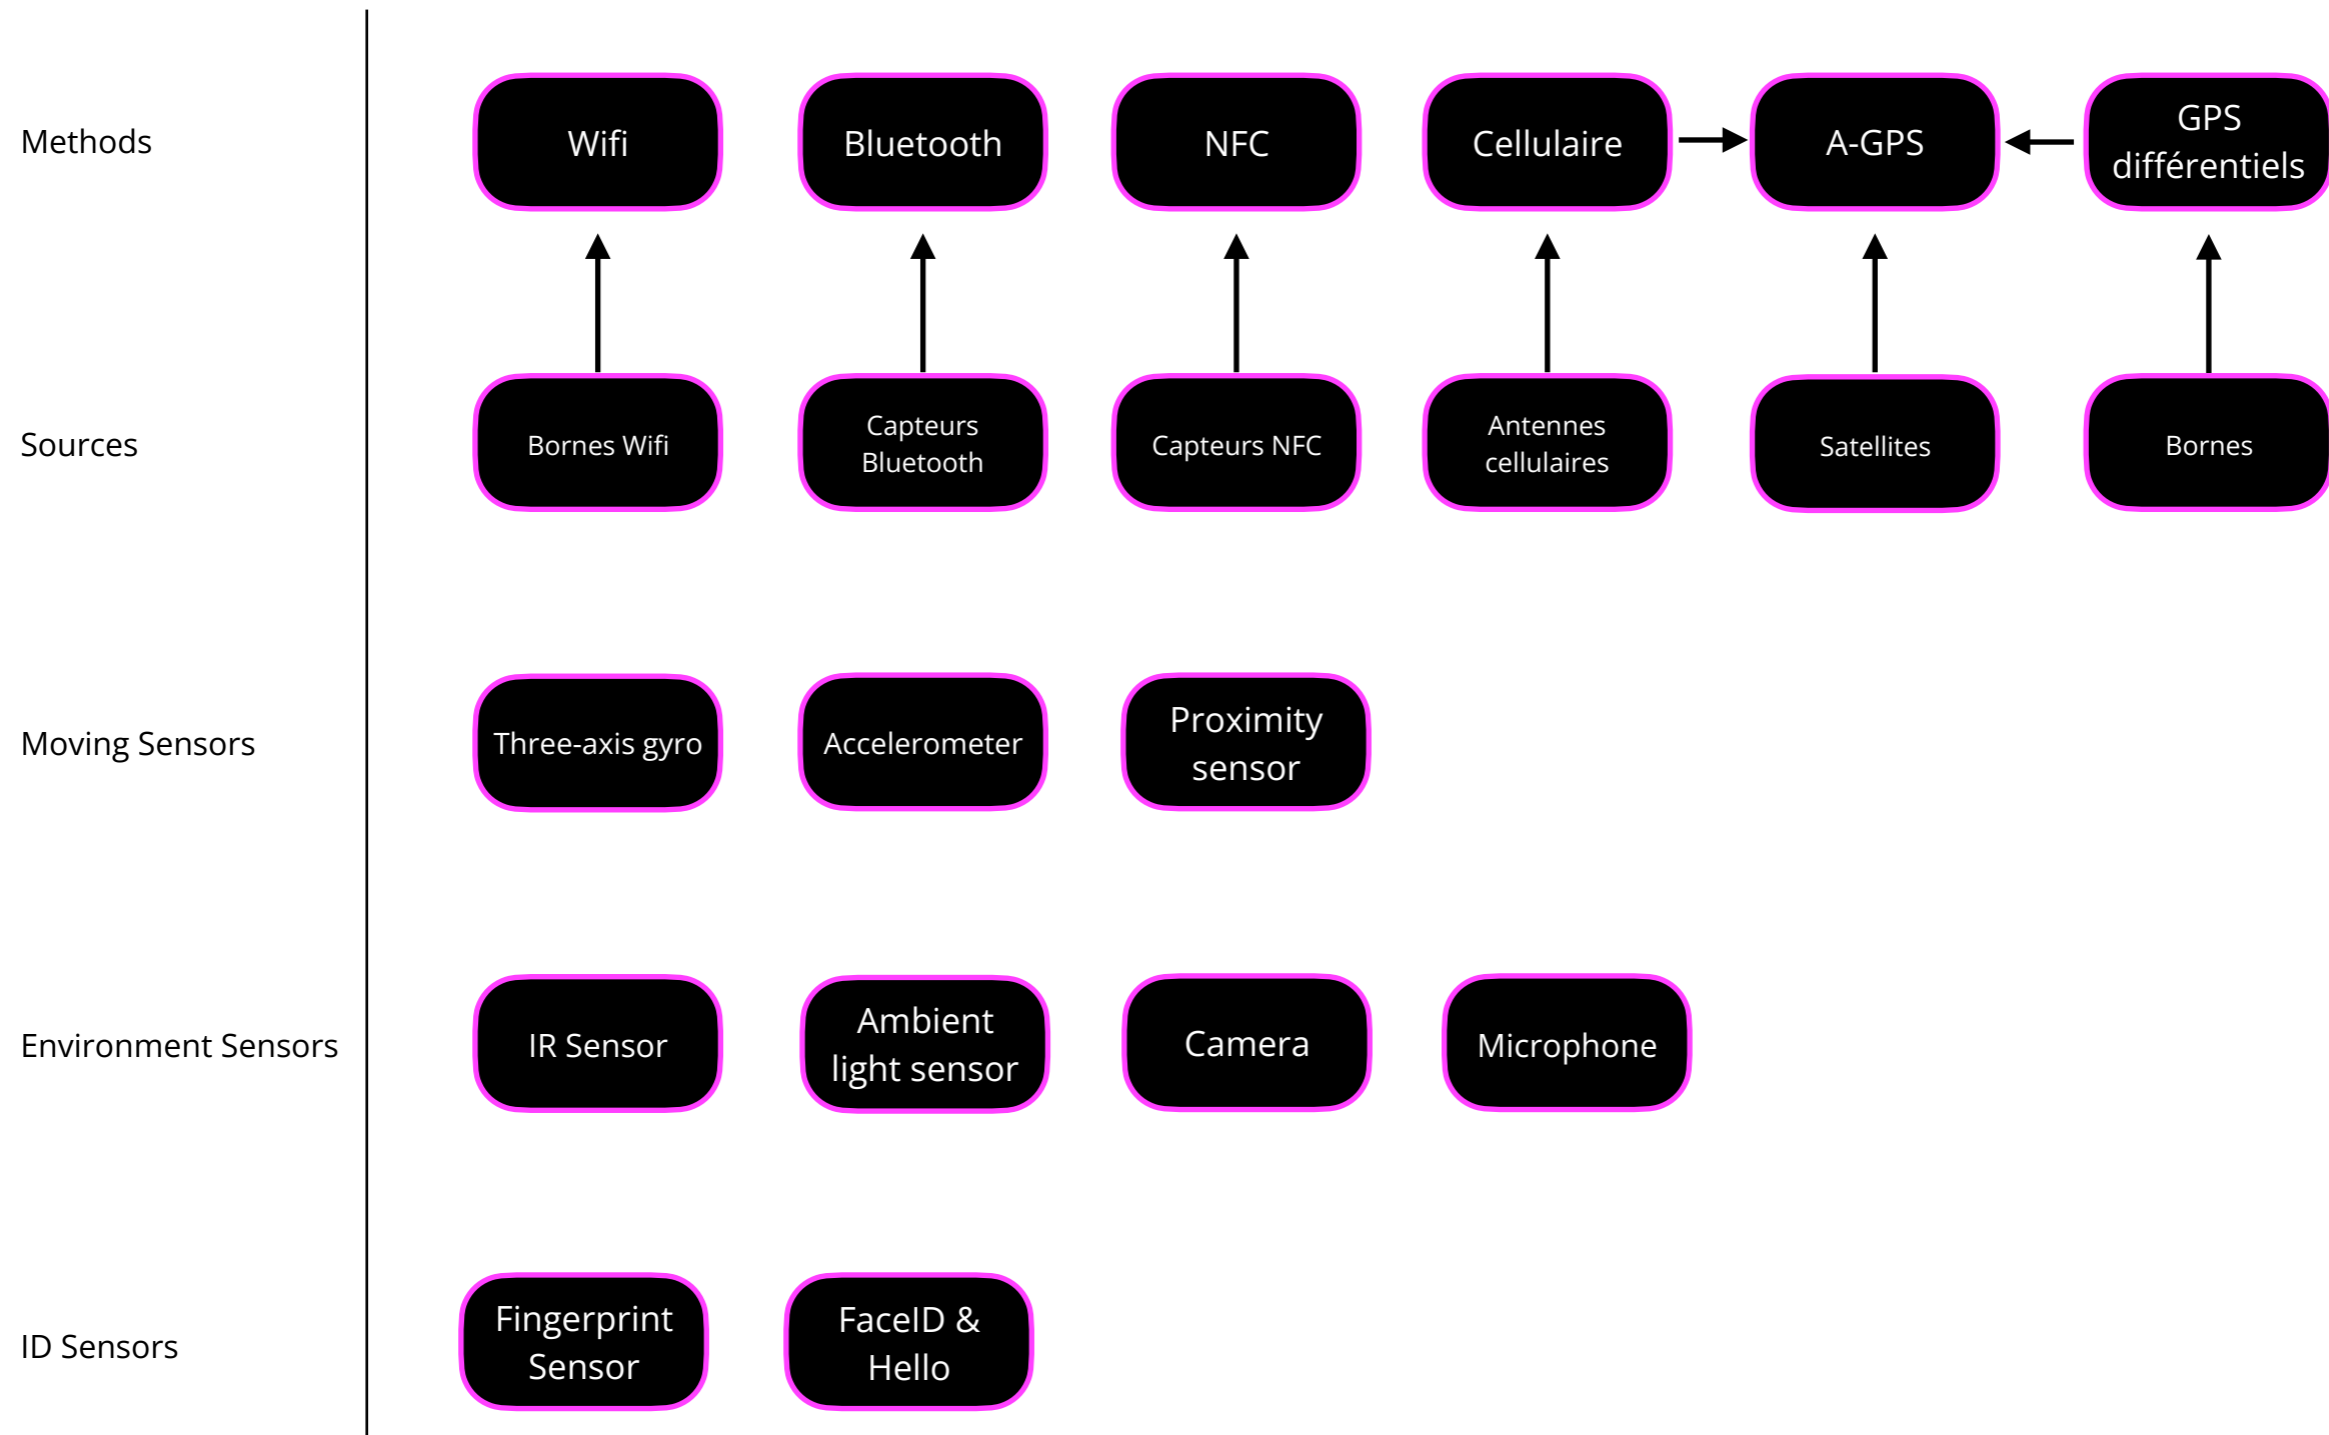 Methods
Wifi
Bluetooth
NFC
Cellulaire
A-GPS
GPS
différentiels
Sources
Bornes Wifi
Capteurs
Bluetooth
Capteurs NFC
Antennes
cellulaires
Satellites
Bornes
Moving Sensors
Three-axis gyro
Accelerometer
Proximity
sensor
Environment Sensors
IR Sensor
Ambient
light sensor
Camera
Microphone
ID Sensors
Fingerprint
Sensor
FaceID &
Hello